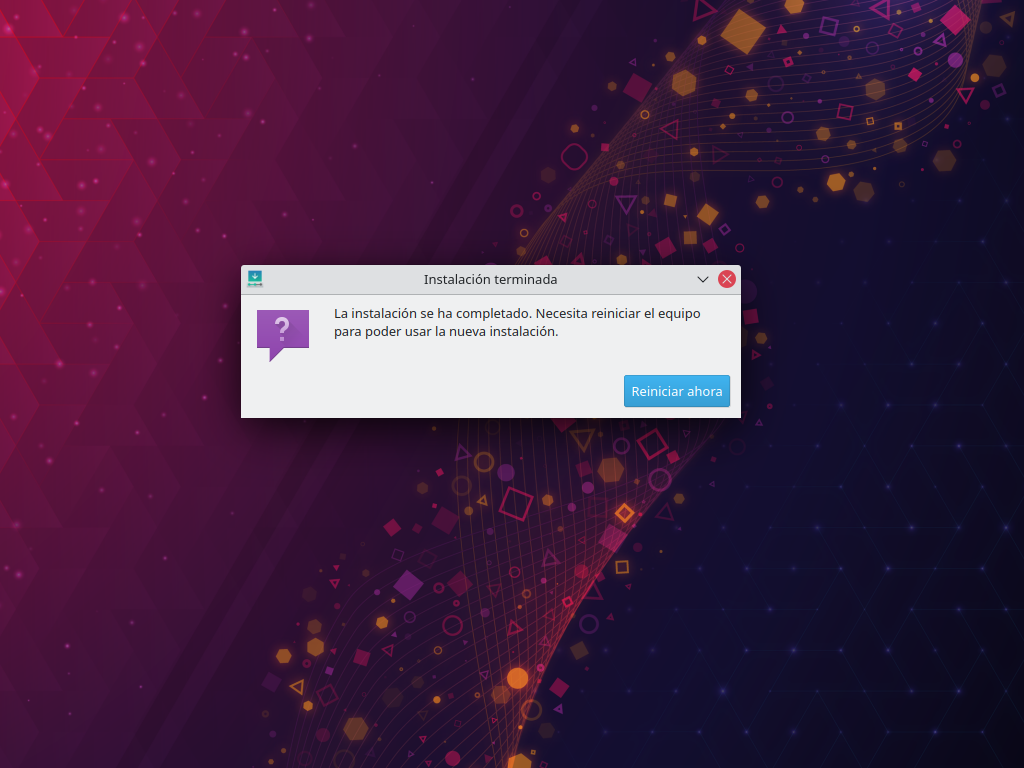 Instalación terminada
La instalación se ha completado. Necesita reiniciar el equipo
para poder usar la nueva instalación.
Reiniciar ahora